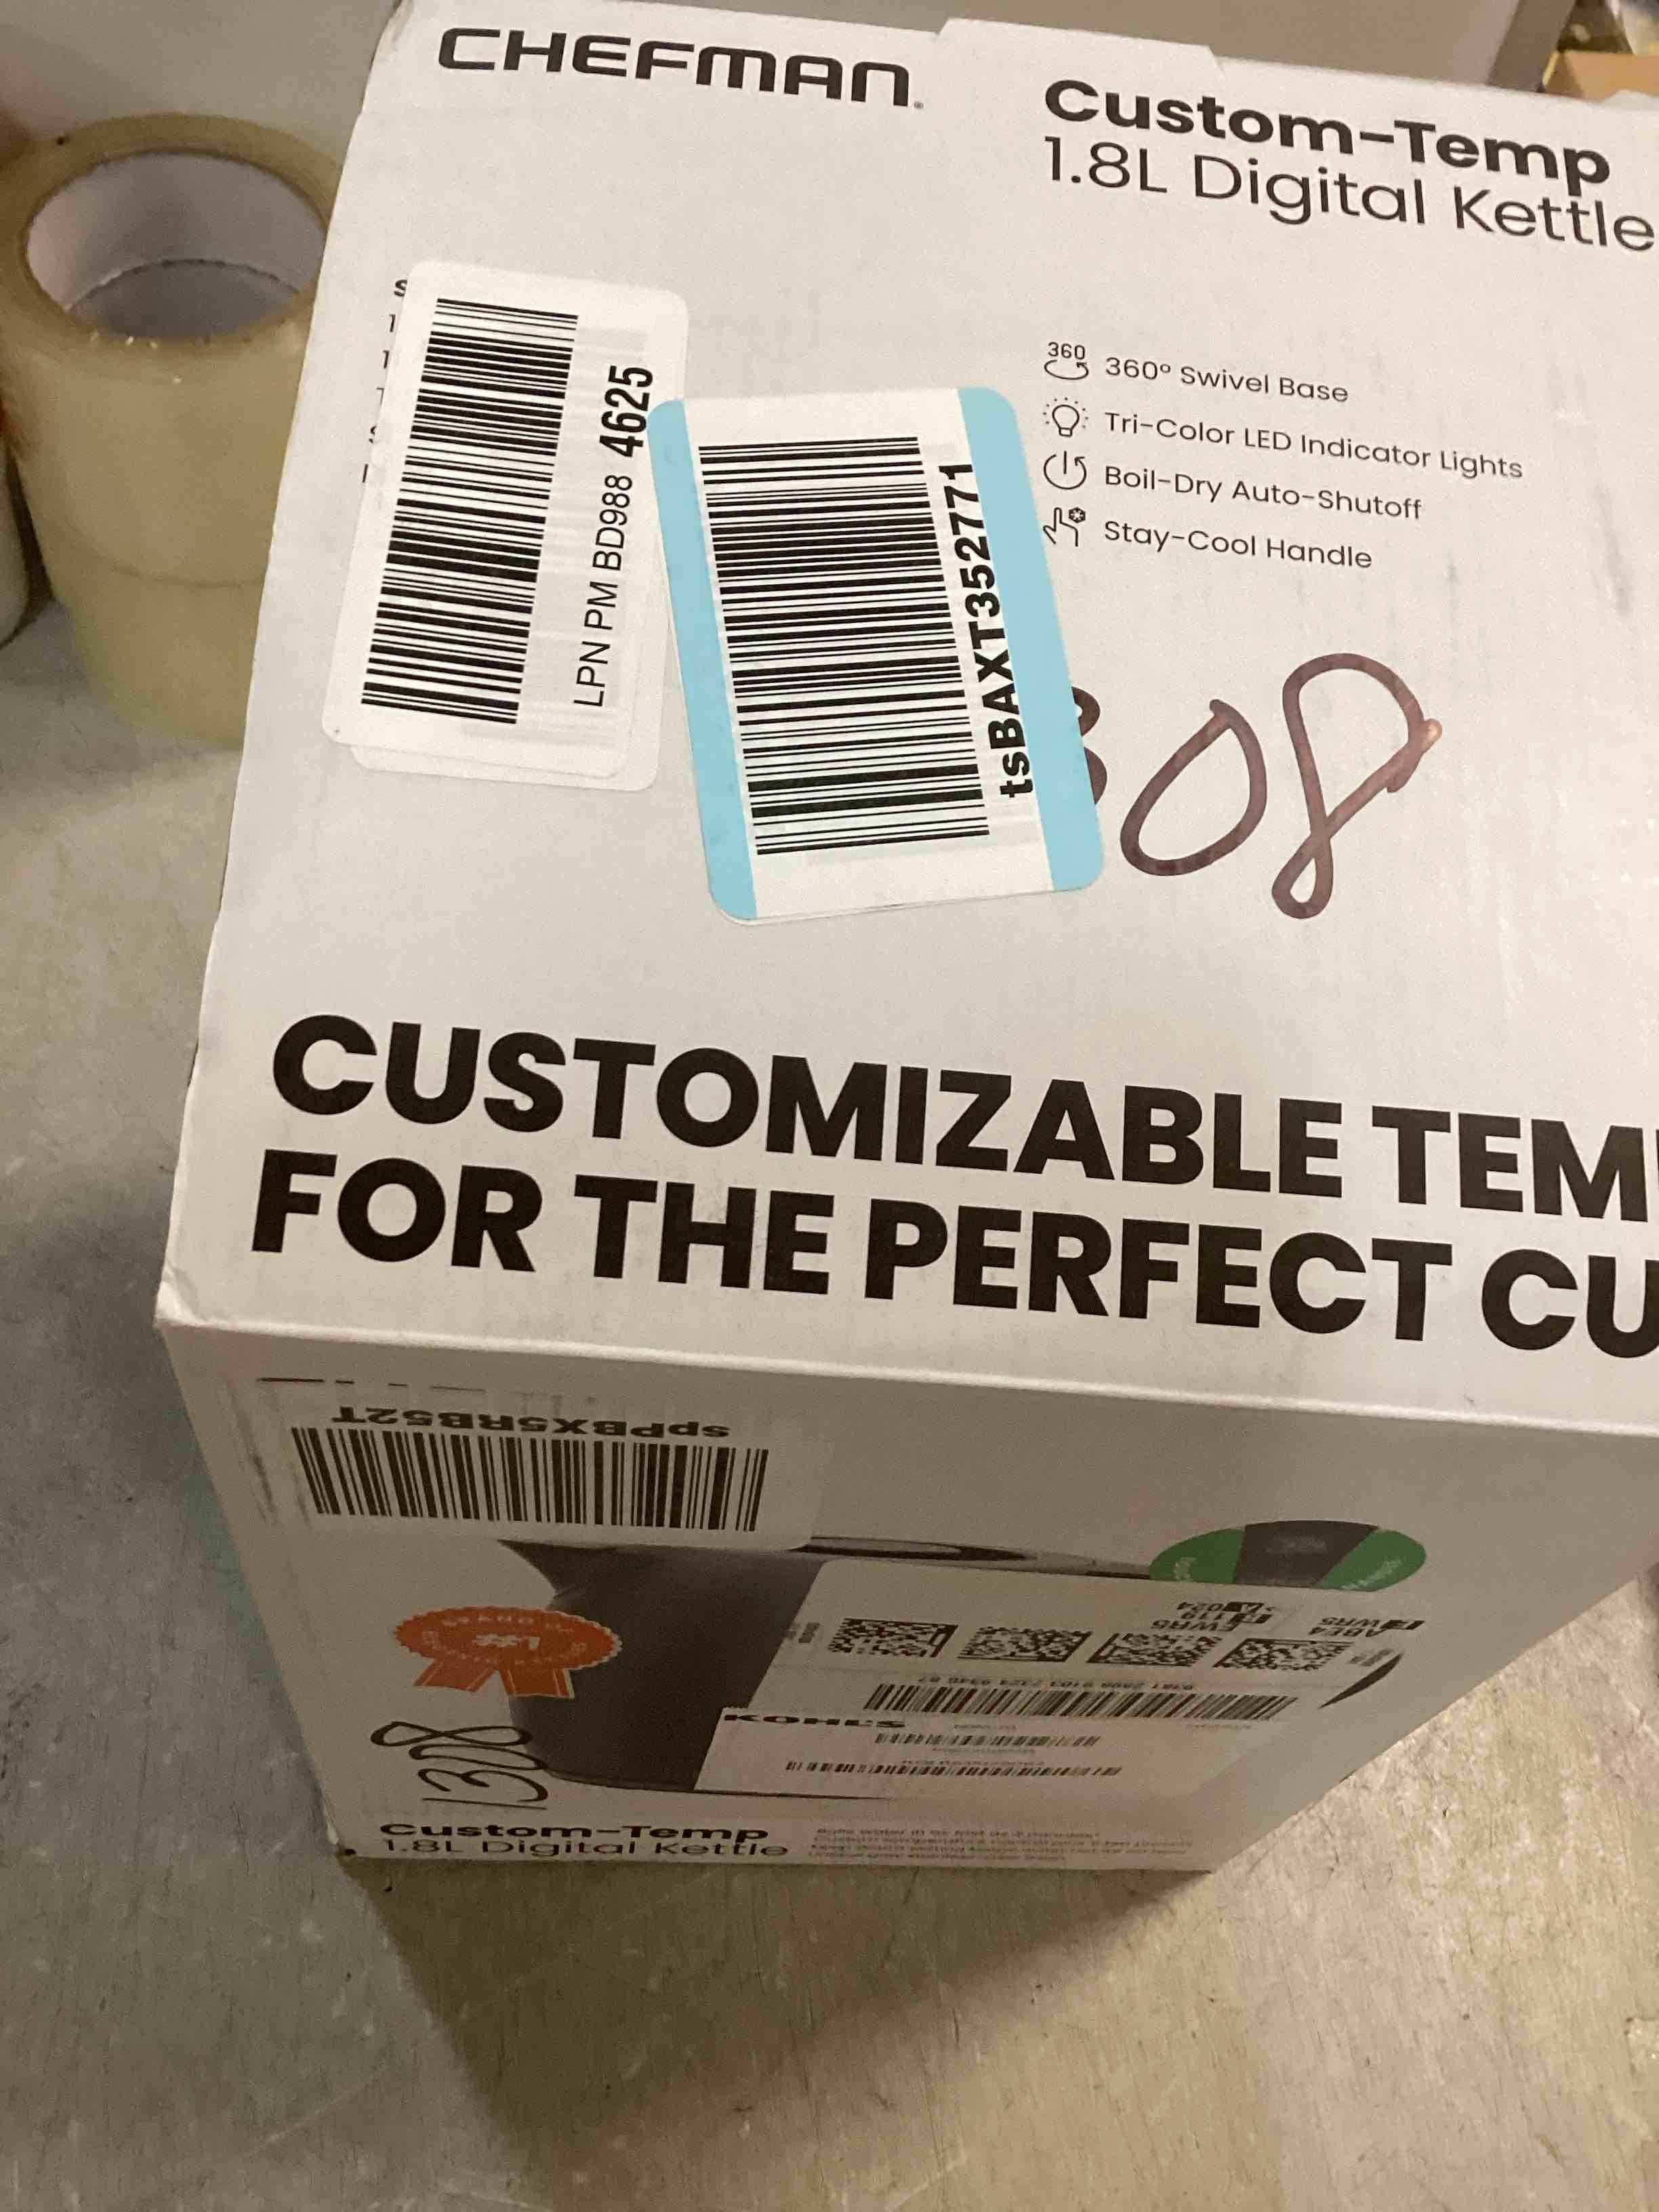 CHEFMAN
Custom-Temp
1.8L Digital Kettle
LPN PM BD988 4625
tsBAXT352771
360
360° Swivel Base
Tri-Color LED Indicator Lights
Boil-Dry Auto-Shutoff
Stay-Cool Handle
08
CUSTOMIZABLE TEM
FOR THE PERFECT CU
spPBX5RB52T
#1
KOHL'S
1308
Custom-Temp
1.8L Digital Kettle